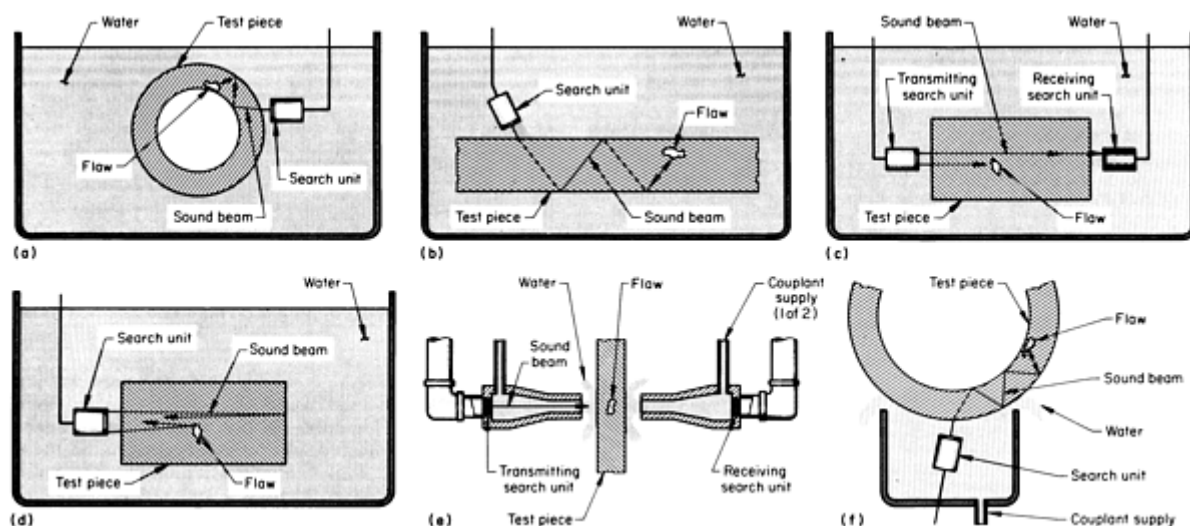 Water
Test piece
Flaw
Search unit
Sound beam
(a)
Water
Search unit
Flaw
Test piece
Sound beam
(b)
Sound beam
Water
Transmitting
search unit
Receiving
search unit
Test piece
Flaw
(c)
Water
Search unit
Sound beam
Test piece
Flaw
(d)
Water
Flaw
Couplant
supply
(1 of 2)
Sound
beam
Transmitting
search unit
Receiving
search unit
Test piece
(e)
Test piece
Flaw
Sound beam
Water
Search unit
Couplant supply
(f)